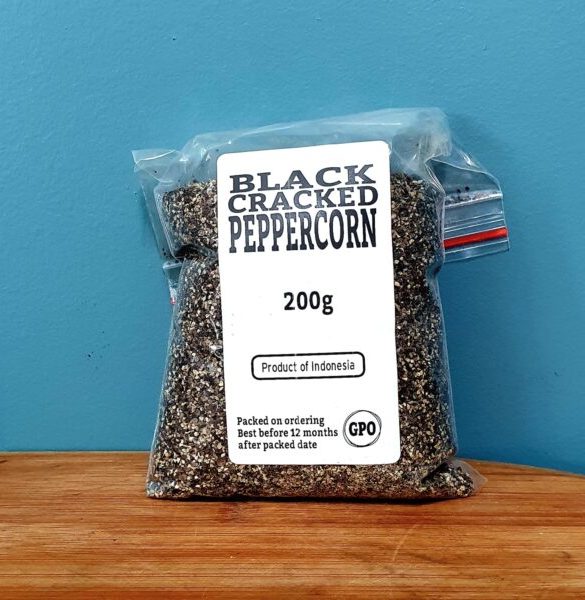 BLACK
CRACKED
PEPPERCORN
200g
Product of Indonesia
Packed on ordering
Best before 12 months
after packed date
GPO